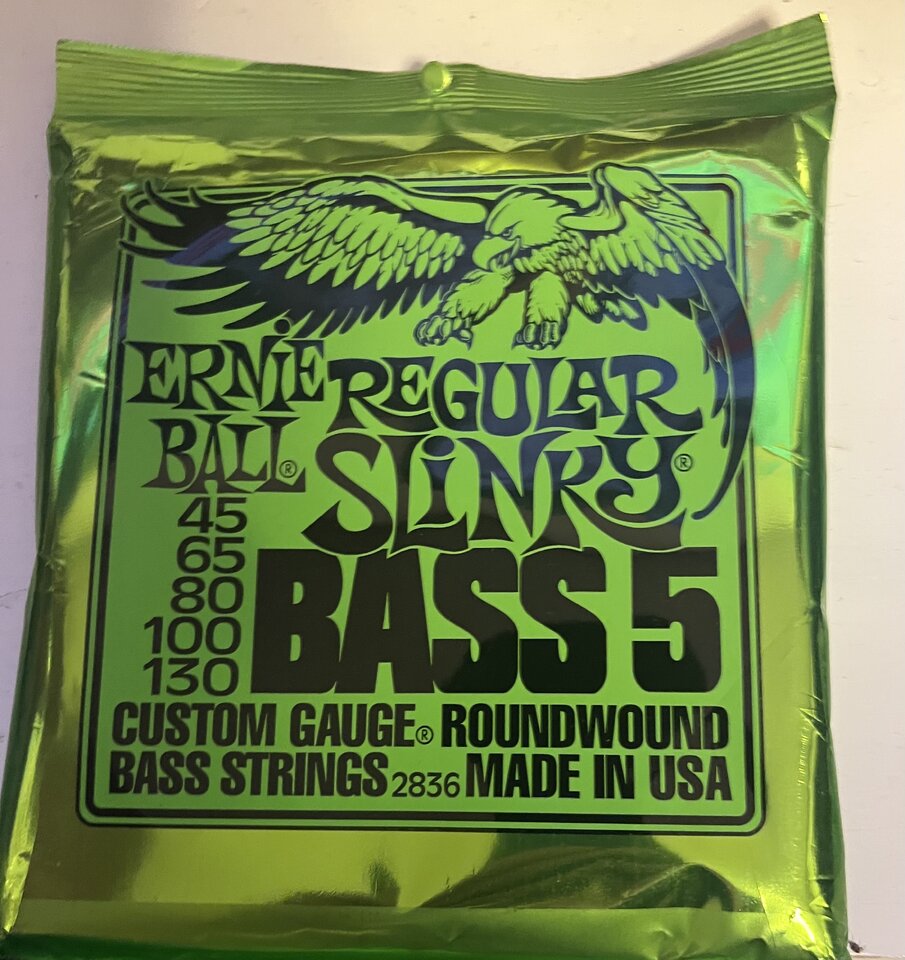 ERNiE
BALL®
REGULAR
SLiNKY®
45
65
80
100
130
BASS 5
CUSTOM GAUGE® ROUNDWOUND
BASS STRINGS 2836 MADE IN USA